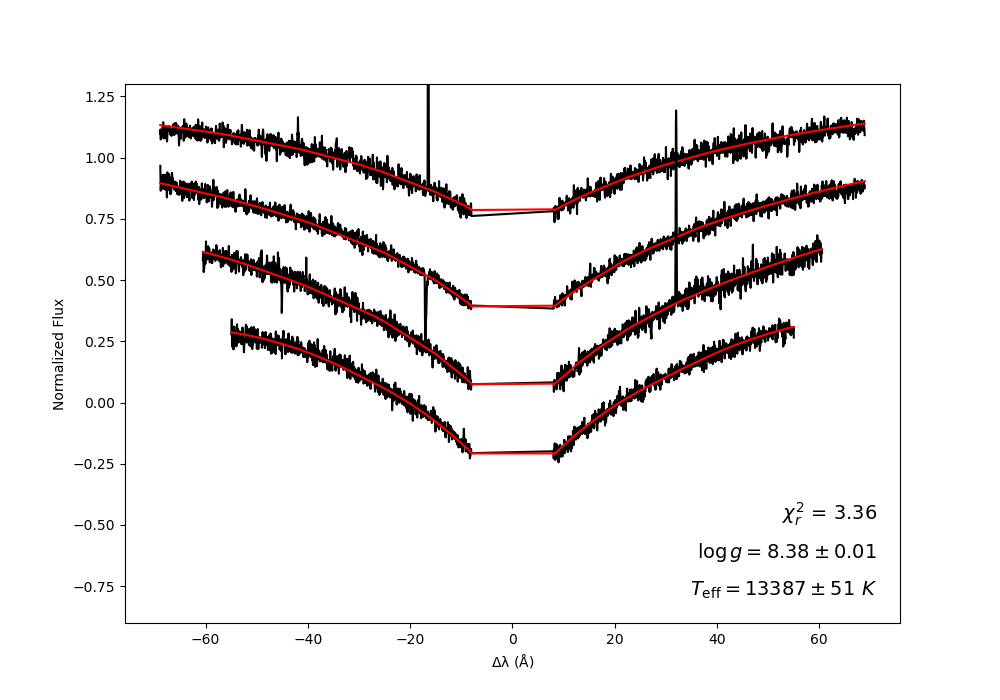 Normalized Flux
1.25
1.00
0.75
0.50
0.25
0.00
−0.25
−0.50
−0.75
χ²ᵣ = 3.36
log g = 8.38 ± 0.01
T_eff = 13387 ± 51 K
−60 −40 −20 0 20 40 60
Δλ (Å)